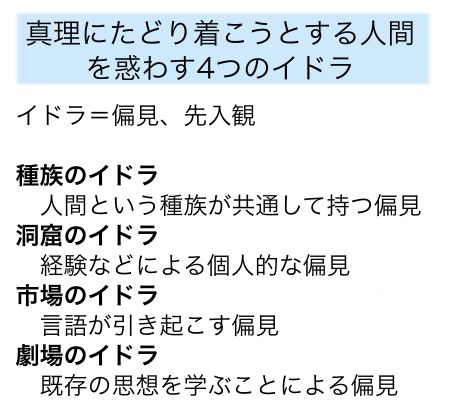 真理にたどり着こうとする人間
を惑わす4つのイドラ
イドラ＝偏見、先入観
種族のイドラ
人間という種族が共通して持つ偏見
洞窟のイドラ
経験などによる個人的な偏見
市場のイドラ
言語が引き起こす偏見
劇場のイドラ
既存の思想を学ぶことによる偏見